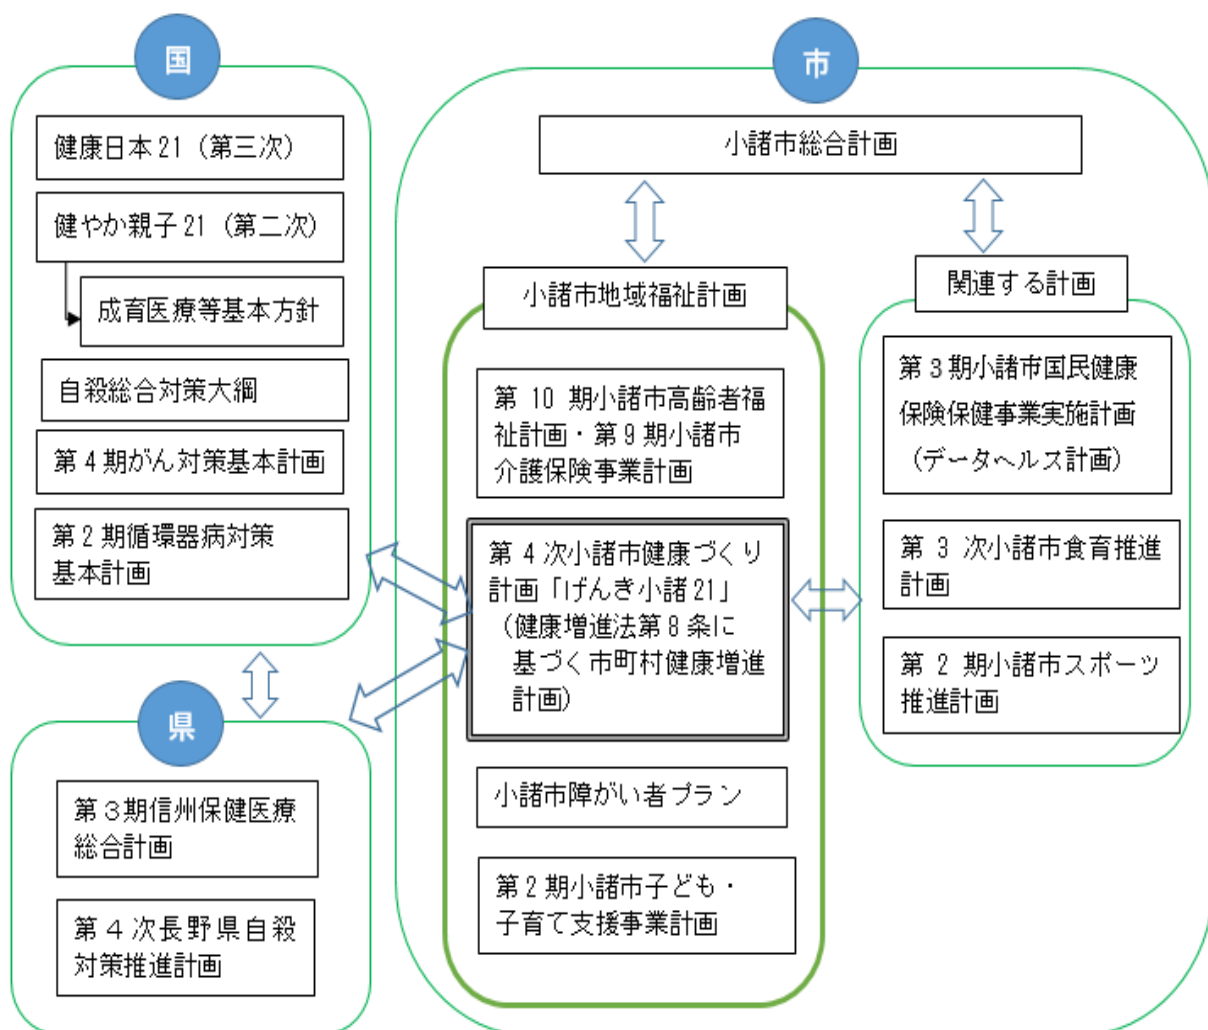 国
健康日本21（第三次）
健やか親子21（第二次）
成育医療等基本方針
自殺総合対策大綱
第4期がん対策基本計画
第2期循環器病対策
基本計画
県
第3期信州保健医療
総合計画
第4次長野県自殺
対策推進計画
市
小諸市総合計画
小諸市地域福祉計画
第 10 期小諸市高齢者福
祉計画・第9期小諸市
介護保険事業計画
第 4 次小諸市健康づくり
計画「げんき小諸21」
（健康増進法第8条に
基づく市町村健康増進
計画）
小諸市障がい者プラン
第2期小諸市子ども・
子育て支援事業計画
関連する計画
第3期小諸市国民健康
保険保健事業実施計画
（データヘルス計画）
第 3 次小諸市食育推進
計画
第 2 期小諸市スポーツ
推進計画